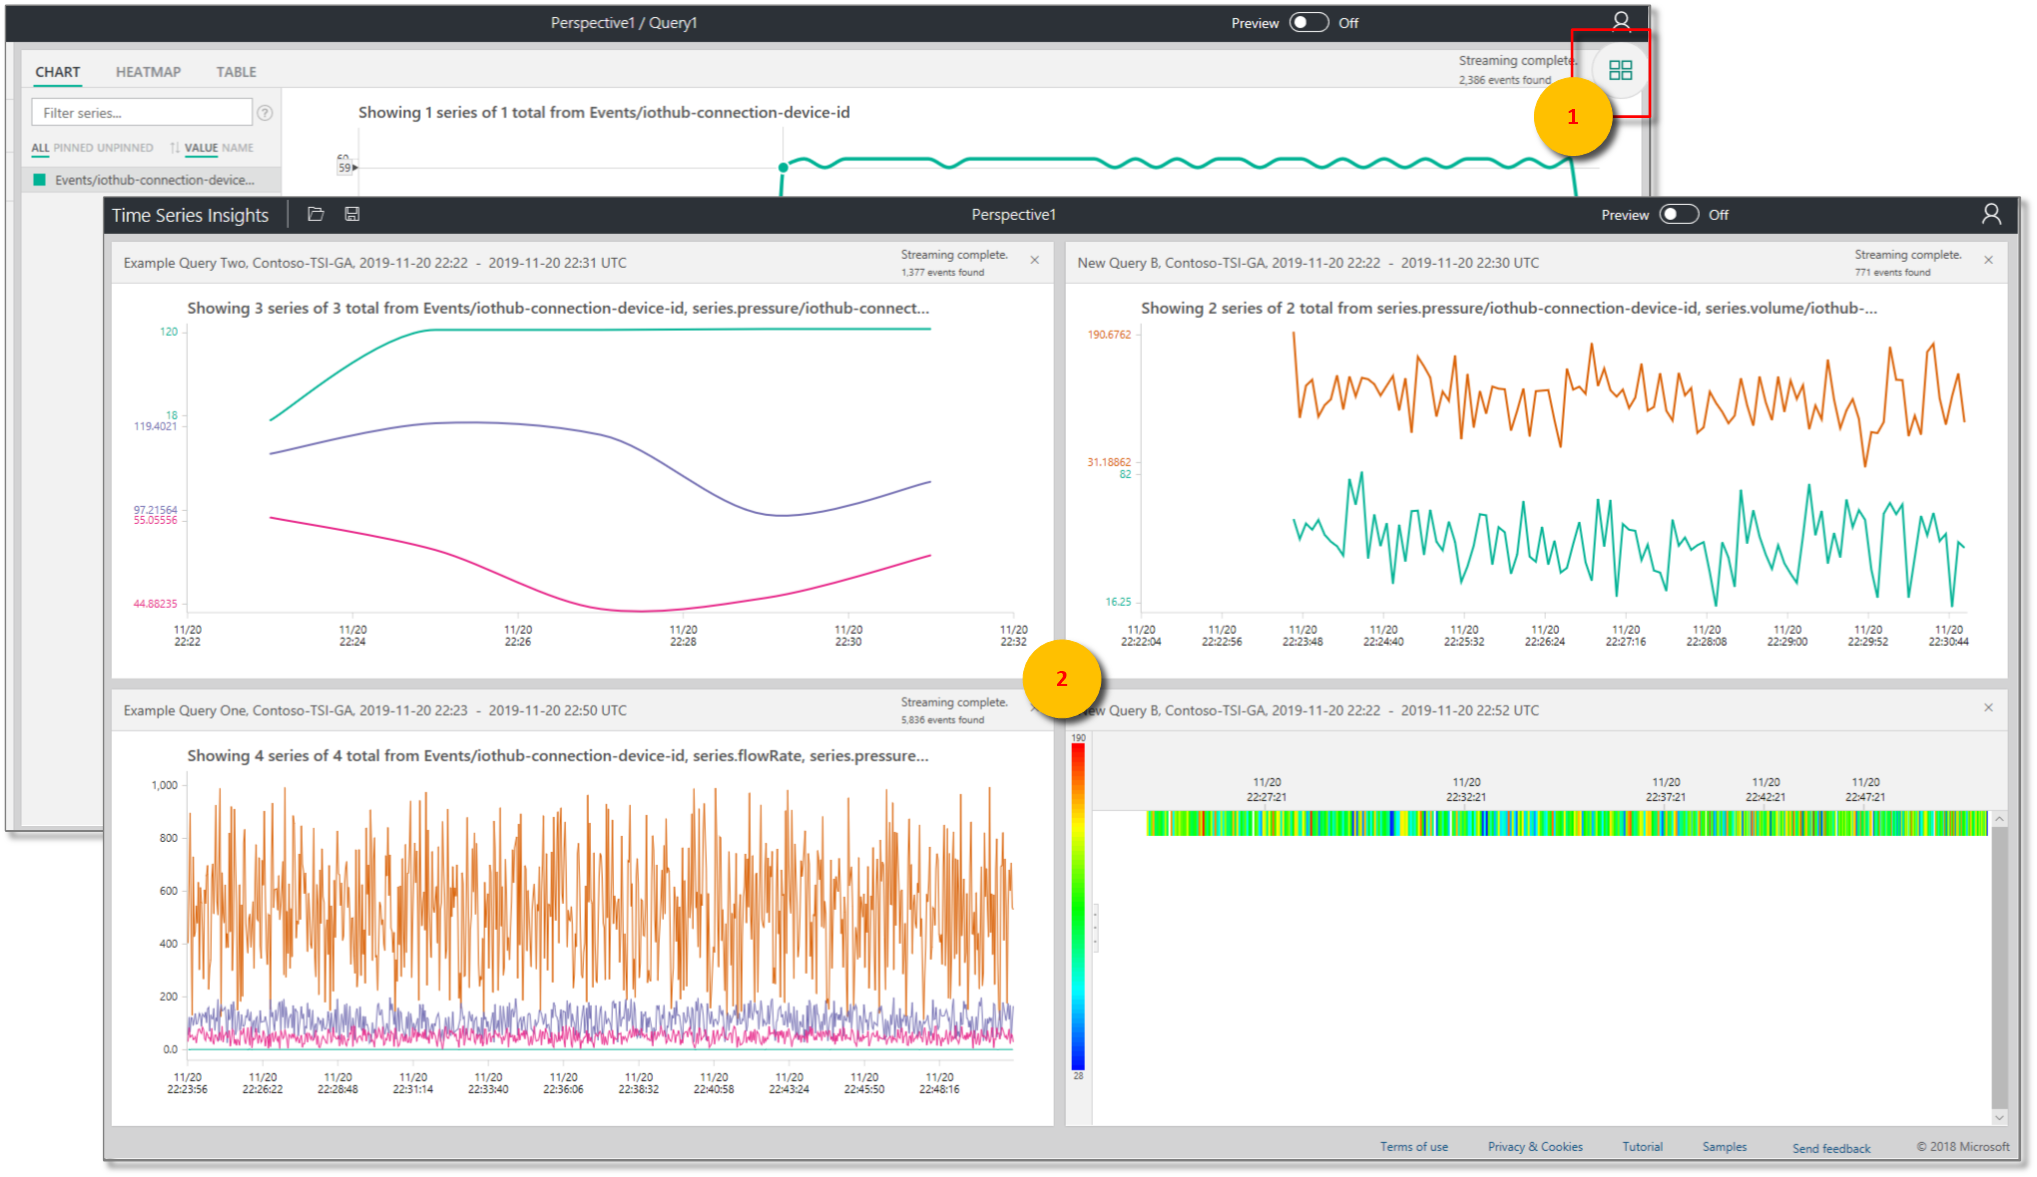 Perspective1 / Query1
Preview Off
CHART HEATMAP TABLE
Streaming complete.
2,386 events found
1
Filter series...
?
Showing 1 series of 1 total from Events/iothub-connection-device-id
ALL PINNED UNPINNED VALUE NAME
59
Events/iothub-connection-device...
Time Series Insights
Perspective1
Preview Off
Example Query Two, Contoso-TSI-GA, 2019-11-20 22:22 - 2019-11-20 22:31 UTC
Streaming complete.
1,377 events found
Showing 3 series of 3 total from Events/iothub-connection-device-id, series.pressure/iothub-connect...
120
18
119.4021
97.21564
55.05556
44.88235
11/20 11/20 11/20 11/20 11/20 11/20
22:22 22:24 22:26 22:28 22:30 22:32
New Query B, Contoso-TSI-GA, 2019-11-20 22:22 - 2019-11-20 22:30 UTC
Streaming complete.
771 events found
Showing 2 series of 2 total from series.pressure/iothub-connection-device-id, series.volume/iothub-...
190.6762
31.18862
82
16.25
11/20 11/20 11/20 11/20 11/20 11/20 11/20 11/20 11/20 11/20 11/20
22:22:04 22:22:56 22:23:48 22:24:40 22:25:32 22:26:24 22:27:16 22:28:08 22:29:00 22:29:52 22:30:44
2
Example Query One, Contoso-TSI-GA, 2019-11-20 22:23 - 2019-11-20 22:50 UTC
Streaming complete.
5,836 events found
Showing 4 series of 4 total from Events/iothub-connection-device-id, series.flowRate, series.pressure...
1,000
800
600
400
200
0.0
11/20 11/20 11/20 11/20 11/20 11/20 11/20 11/20 11/20 11/20 11/20
22:23:56 22:26:22 22:28:48 22:31:14 22:33:40 22:36:06 22:38:32 22:40:58 22:43:24 22:45:50 22:48:16
ew Query B, Contoso-TSI-GA, 2019-11-20 22:22 - 2019-11-20 22:52 UTC
190
11/20 11/20 11/20 11/20 11/20
22:27:21 22:32:21 22:37:21 22:42:21 22:47:21
28
Terms of use Privacy & Cookies Tutorial Samples Send feedback © 2018 Microsoft